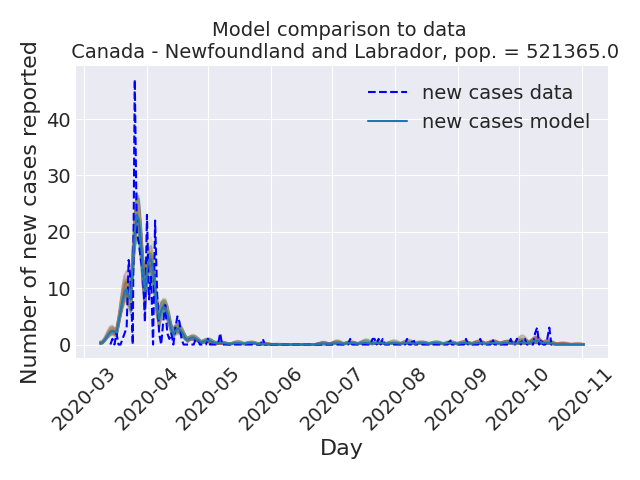 Model comparison to data
Canada - Newfoundland and Labrador, pop. = 521365.0
Number of new cases reported
40
30
20
10
0
new cases data
new cases model
2020-03
2020-04
2020-05
2020-06
2020-07
2020-08
2020-09
2020-10
2020-11
Day